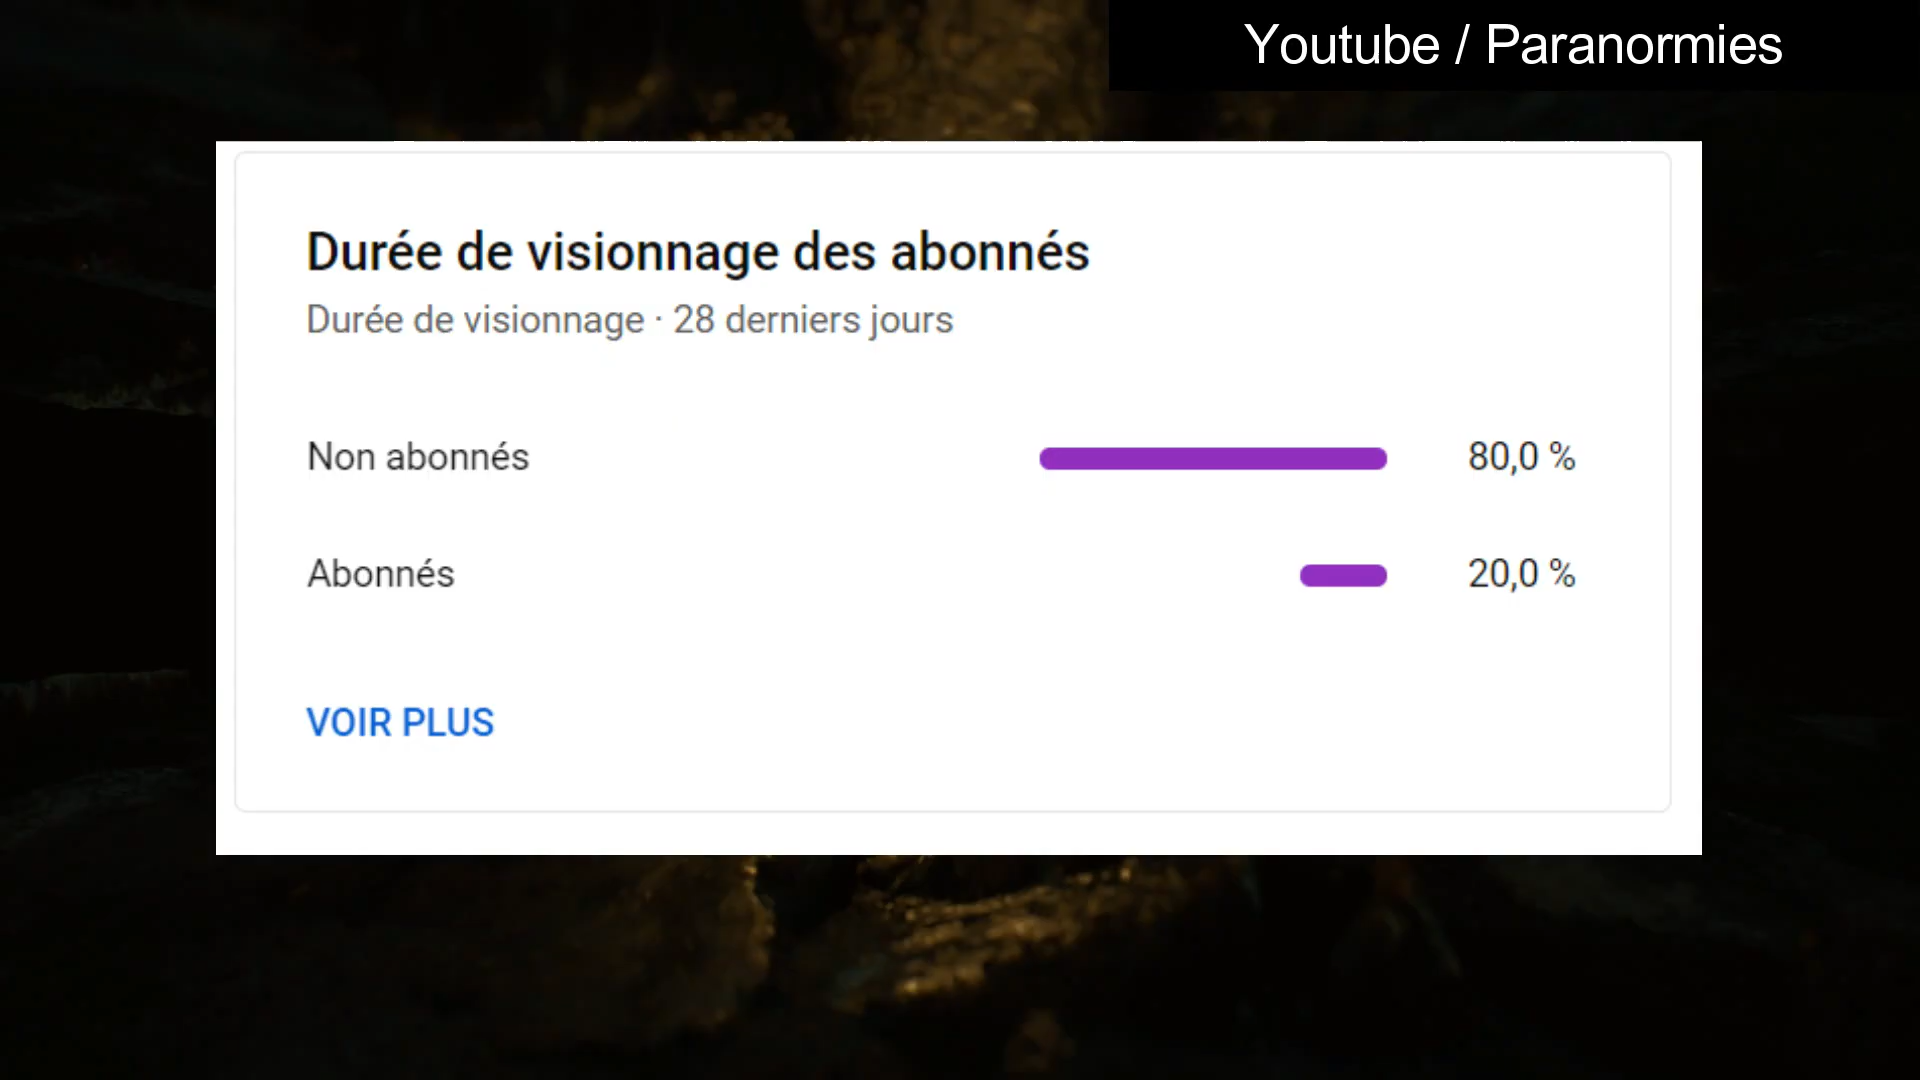 Youtube / Paranormies
Durée de visionnage des abonnés
Durée de visionnage · 28 derniers jours
Non abonnés 80,0 %
Abonnés 20,0 %
VOIR PLUS